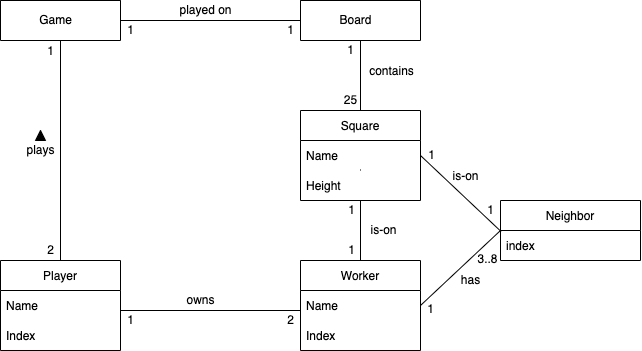 Game
played on
Board
1
1
1
1
contains
25
Square
▲
plays
Name
Height
1
is-on
1
1
is-on
1
Neighbor
index
2
3..8
Player
Worker
has
Name
owns
Name
1
1
2
Index
Index